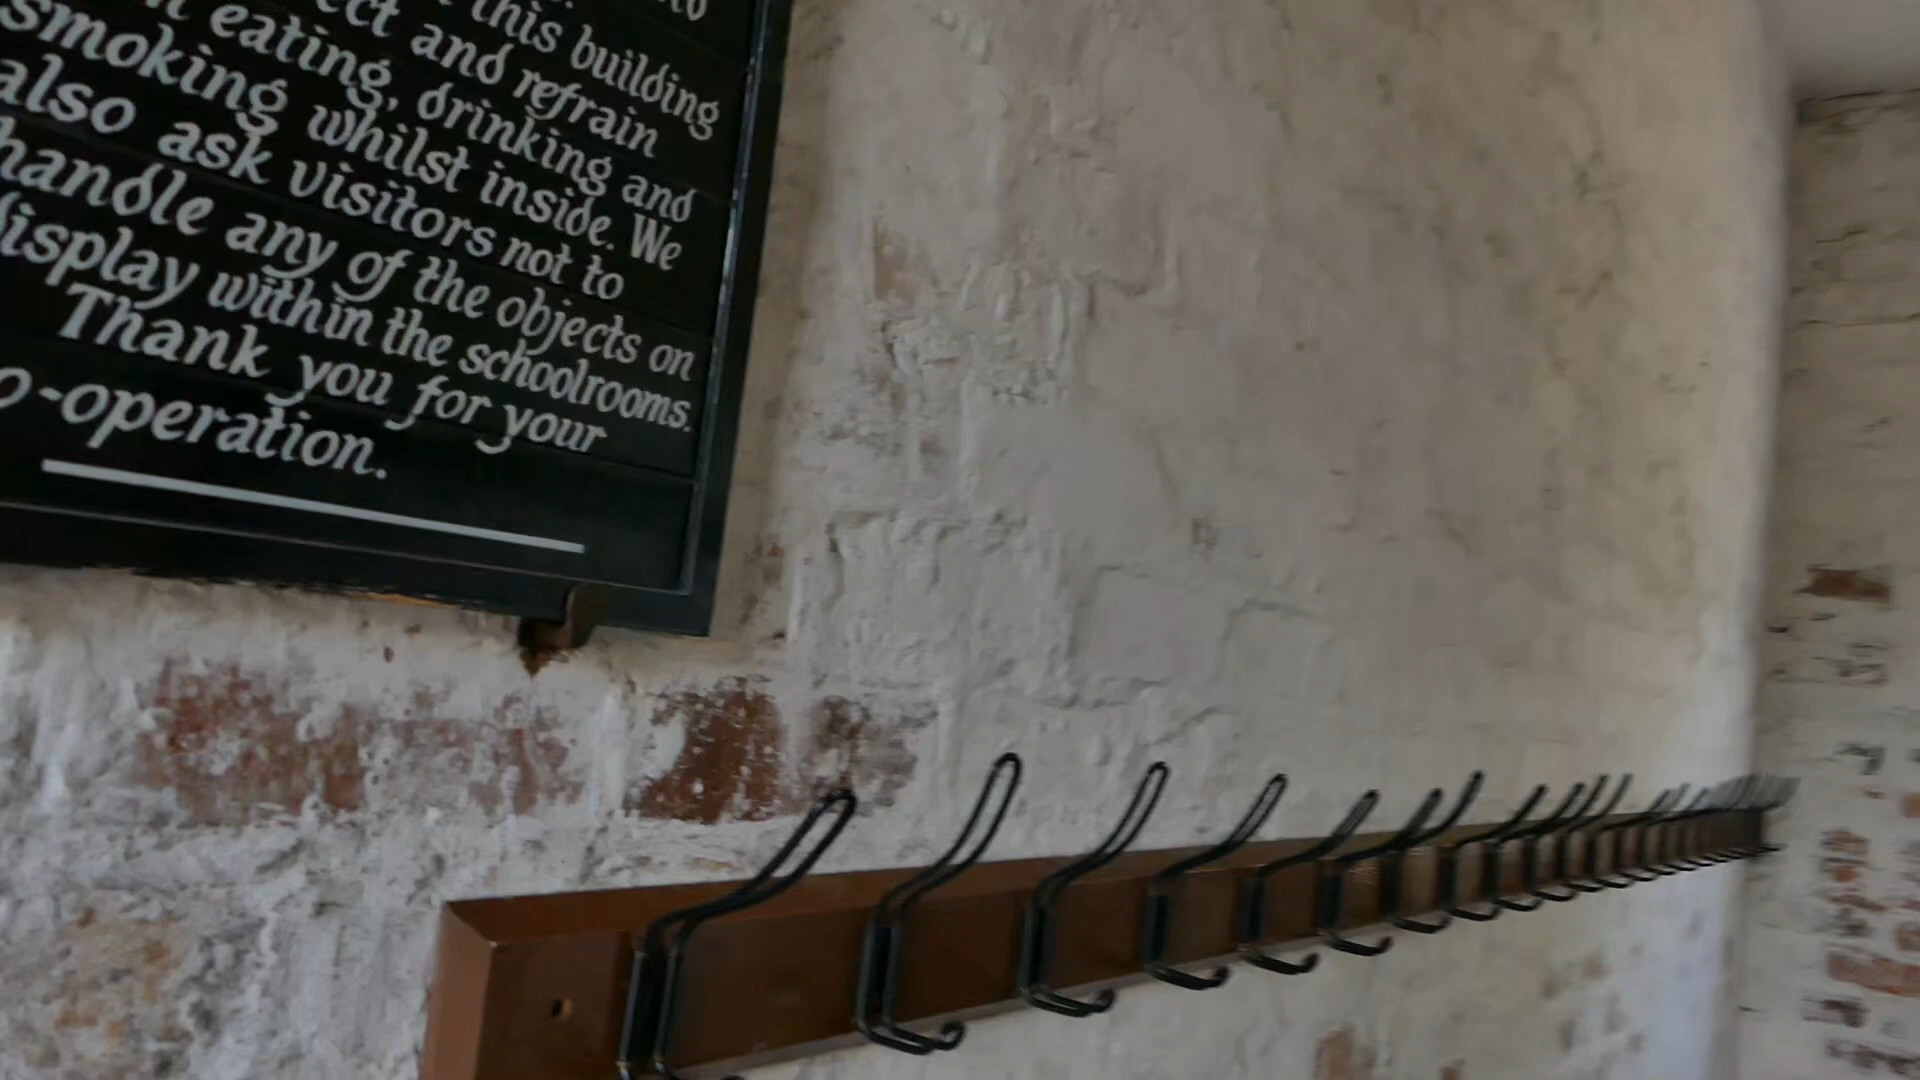 to
this building
and refrain
eating, drinking and
smoking whilst inside. We
also ask visitors not to
handle any of the objects on
display within the schoolrooms.
Thank you for your
o-operation.